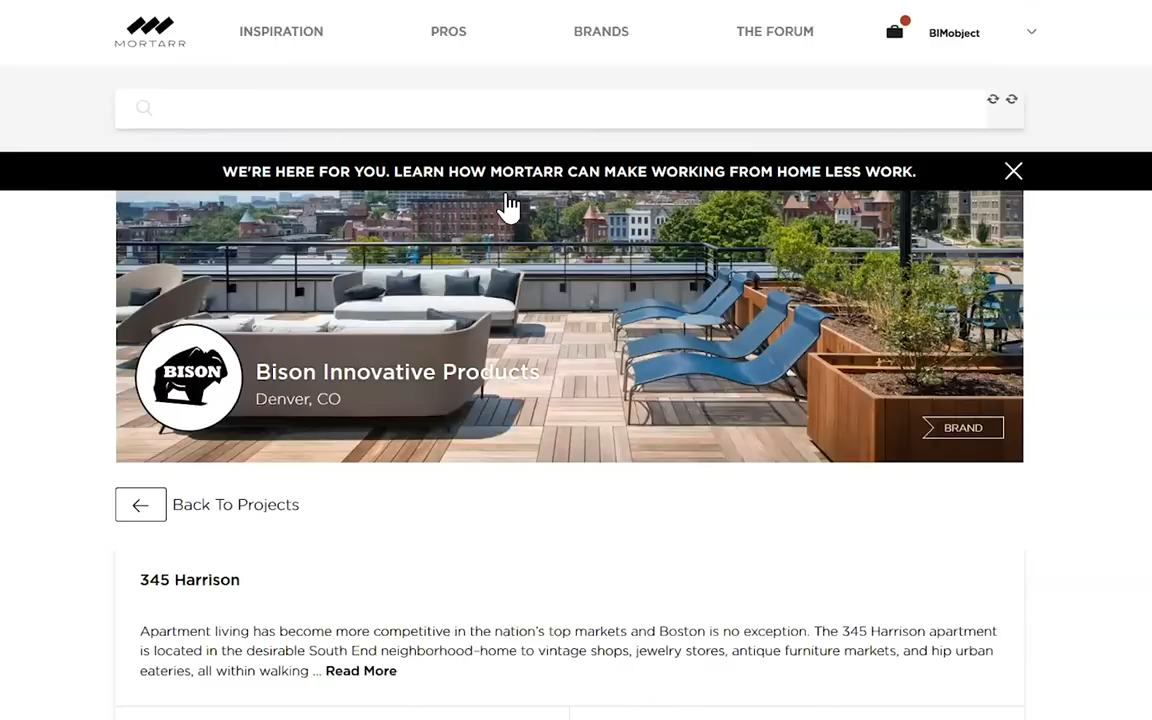 MORTARR
INSPIRATION
PROS
BRANDS
THE FORUM
BIMobject
WE'RE HERE FOR YOU. LEARN HOW MORTARR CAN MAKE WORKING FROM HOME LESS WORK.
BISON
Bison Innovative Products
Denver, CO
BRAND
Back To Projects
345 Harrison
Apartment living has become more competitive in the nation's top markets and Boston is no exception. The 345 Harrison apartment
is located in the desirable South End neighborhood-home to vintage shops, jewelry stores, antique furniture markets, and hip urban
eateries, all within walking ... Read More